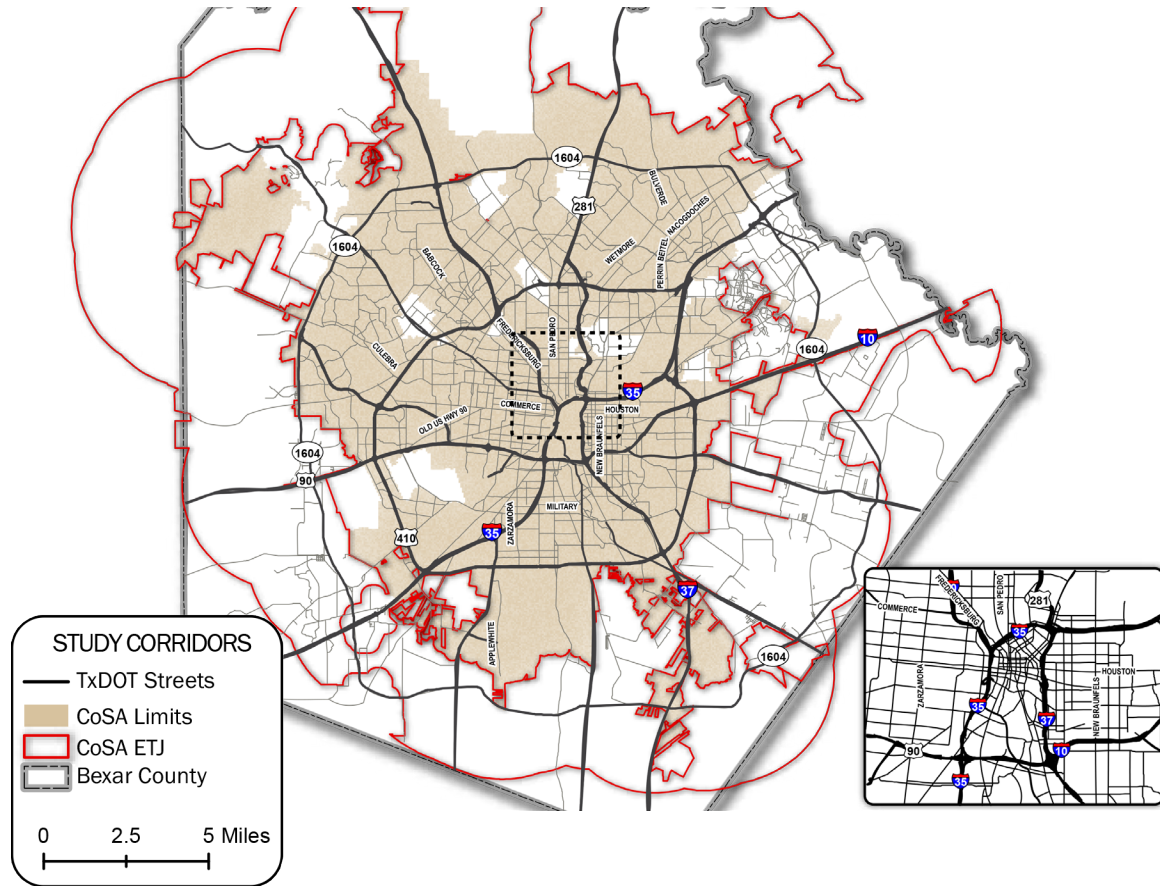 1604
281
BULVERDE
NACOGDOCHES
WETMORE
PERRIN BEITEL
1604
BABCOCK
FREDERICKSBURG
SAN PEDRO
10
1604
CULEBRA
35
COMMERCE
HOUSTON
OLD US HWY 90
NEW BRAUNFELS
1604
90
MILITARY
ZARZAMORA
35
410
37
APPLEWHITE
1604
STUDY CORRIDORS
TxDOT Streets
CoSA Limits
CoSA ETJ
Bexar County
0 2.5 5 Miles
FREDERICKSBURG
SAN PEDRO
281
COMMERCE
35
HOUSTON
ZARZAMORA
NEW BRAUNFELS
35
37
90
10
35